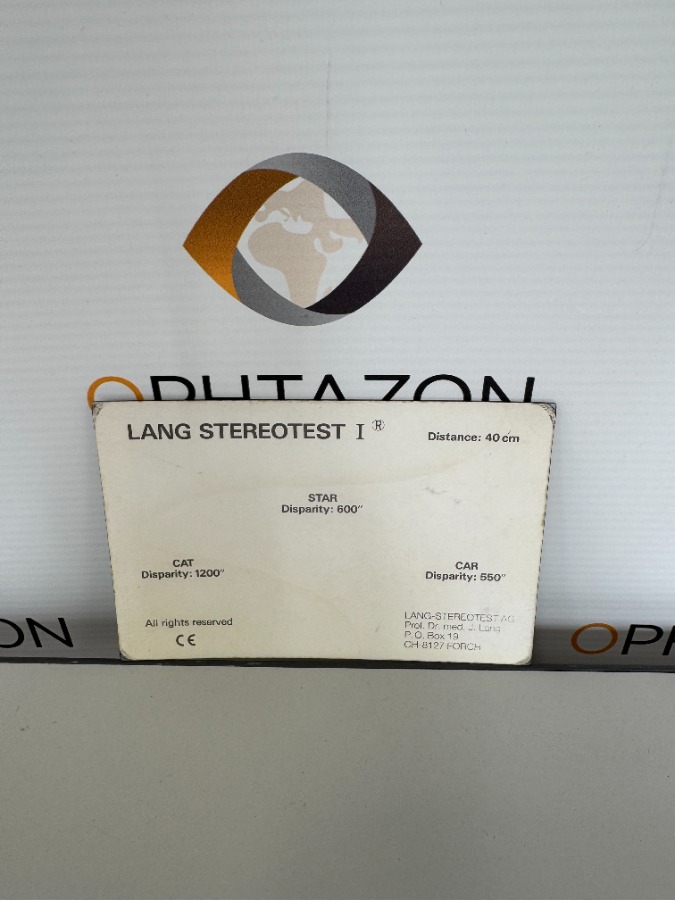 OPHTAZON
LANG STEREOTEST I ®
Distance: 40 cm
STAR
Disparity: 600"
CAT
Disparity: 1200"
CAR
Disparity: 550"
All rights reserved
CE
LANG-STEREOTEST AG
Prof. Dr. med. J. Lang
P.O. Box 19
CH-8127 FORCH
ON
OPH